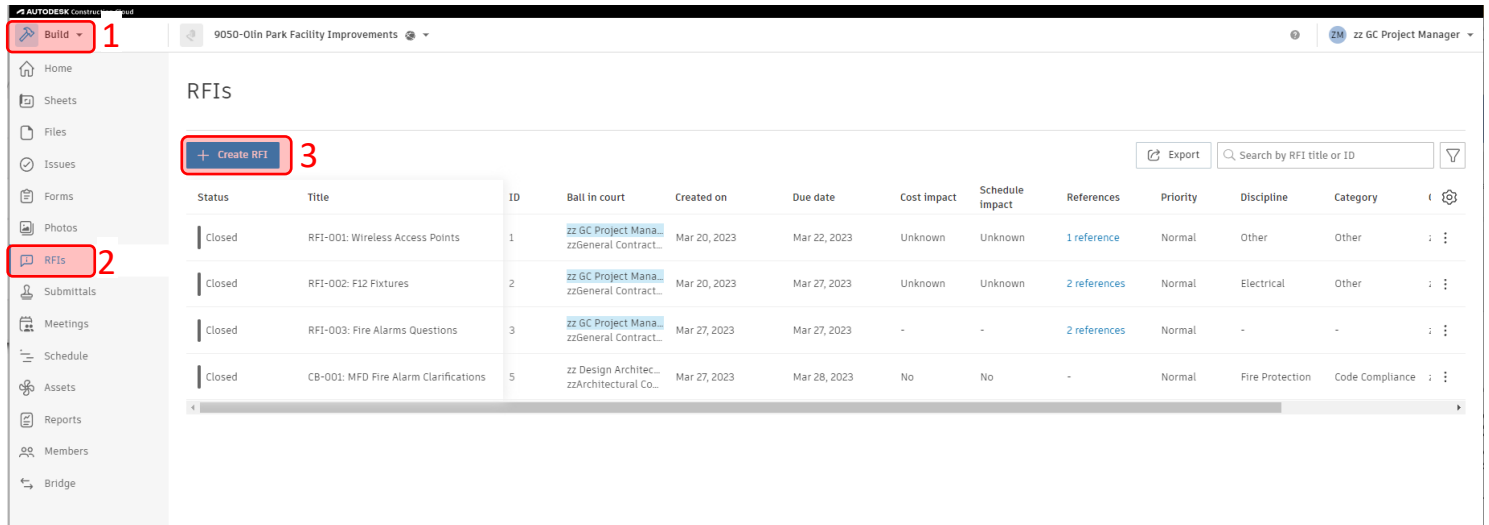 AUTODESK Construction Cloud
Build 1
9050-Olin Park Facility Improvements
ZM zz GC Project Manager
Home
Sheets
Files
Issues
Forms
Photos
RFIs 2
Submittals
Meetings
Schedule
Assets
Reports
Members
Bridge
RFIs
+ Create RFI 3
Export
Search by RFI title or ID
Status Title ID Ball in court Created on Due date Cost impact Schedule impact References Priority Discipline Category
Closed RFI-001: Wireless Access Points 1 zz GC Project Mana... zzGeneral Contract... Mar 20, 2023 Mar 22, 2023 Unknown Unknown 1 reference Normal Other Other
Closed RFI-002: F12 Fixtures 2 zz GC Project Mana... zzGeneral Contract... Mar 20, 2023 Mar 27, 2023 Unknown Unknown 2 references Normal Electrical Other
Closed RFI-003: Fire Alarms Questions 3 zz GC Project Mana... zzGeneral Contract... Mar 27, 2023 Mar 27, 2023 - - 2 references Normal - -
Closed CB-001: MFD Fire Alarm Clarifications 5 zz Design Architec... zzArchitectural Co... Mar 27, 2023 Mar 28, 2023 No No - Normal Fire Protection Code Compliance